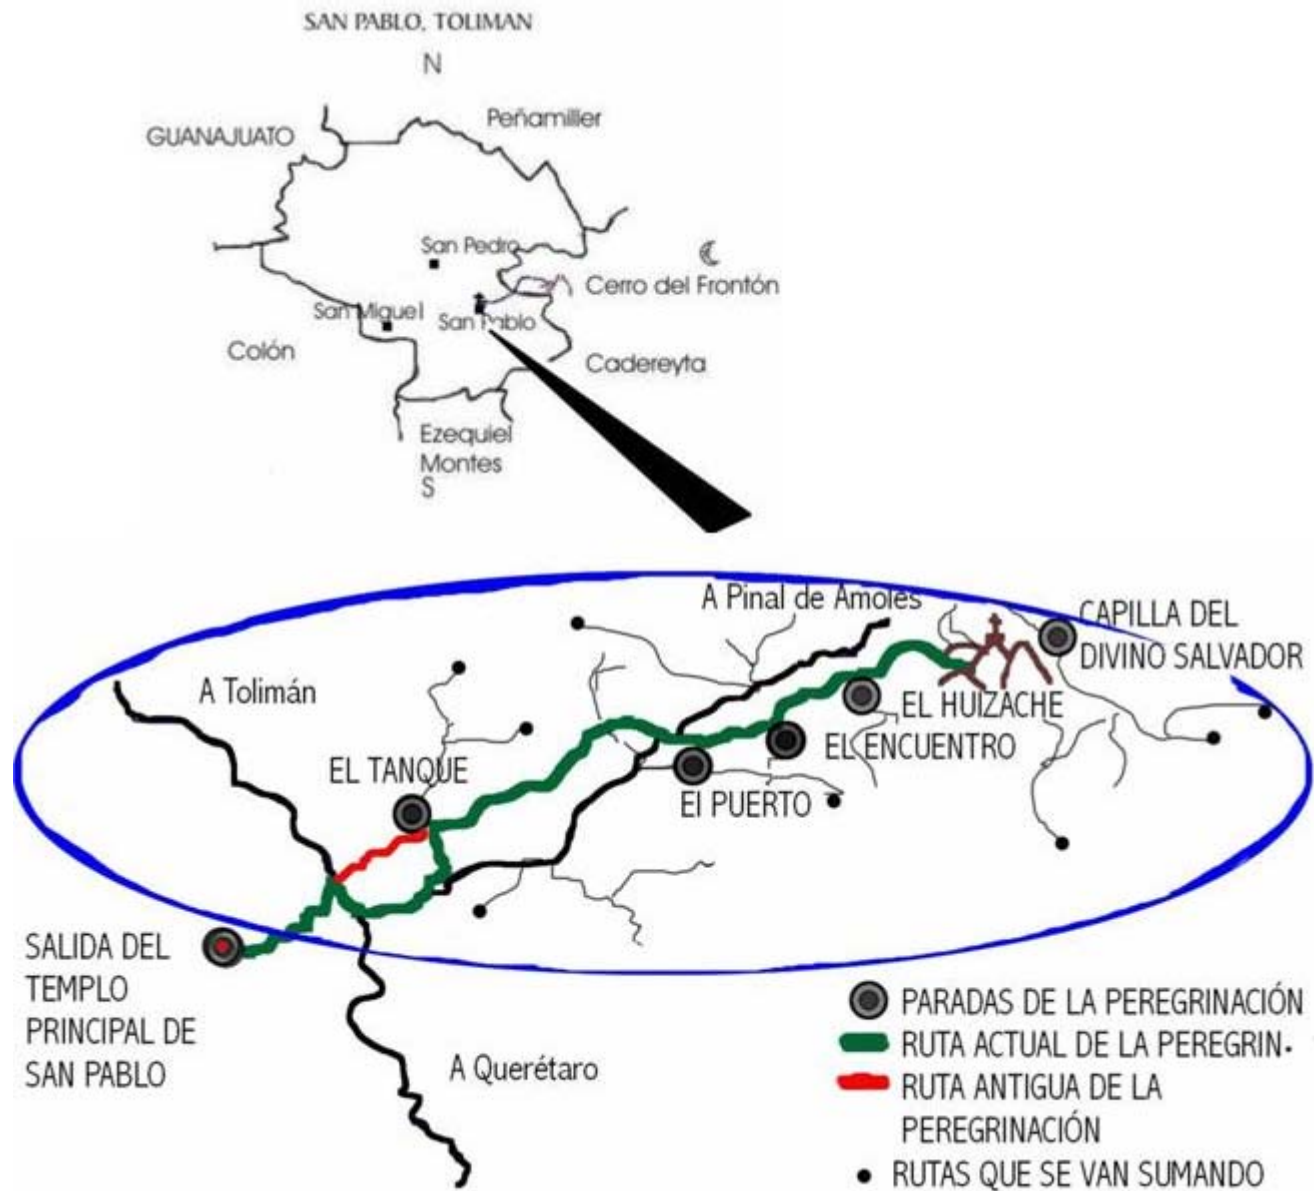 SAN PABLO, TOLIMAN
N
GUANAJUATO
Peñamiller
San Pedro
Cerro del Frontón
San Miguel
San Pablo
Colón
Cadereyta
Ezequiel
Montes
S
A Pinal de Amoles
CAPILLA DEL
DIVINO SALVADOR
A Tolimán
EL HUIZACHE
EL ENCUENTRO
EL TANQUE
El PUERTO
SALIDA DEL
TEMPLO
PRINCIPAL DE
SAN PABLO
A Querétaro
PARADAS DE LA PEREGRINACIÓN
RUTA ACTUAL DE LA PEREGRIN.
RUTA ANTIGUA DE LA
PEREGRINACIÓN
RUTAS QUE SE VAN SUMANDO